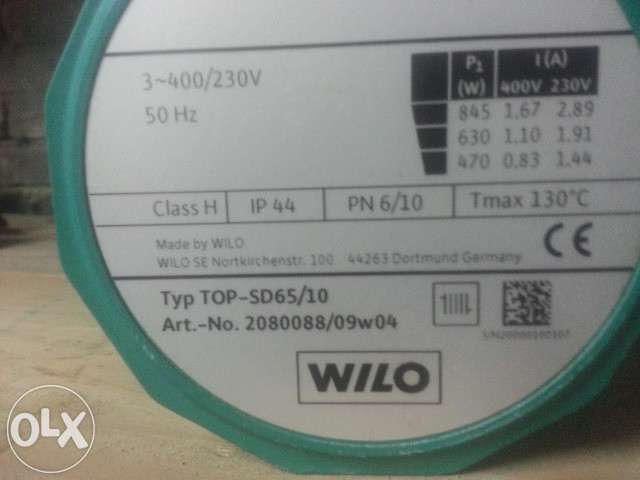 3~400/230V
50 Hz
P1 (W) I (A)
400V 230V
845 1,67 2.89
630 1,10 1.91
470 0.83 1.44
Class H IP 44 PN 6/10 Tmax 130°C
Made by WILO
WILO SE Nortkirchenstr. 100 44263 Dortmund Germany
CE
Typ TOP-SD65/10
Art.-No. 2080088/09w04
WILO
OLX